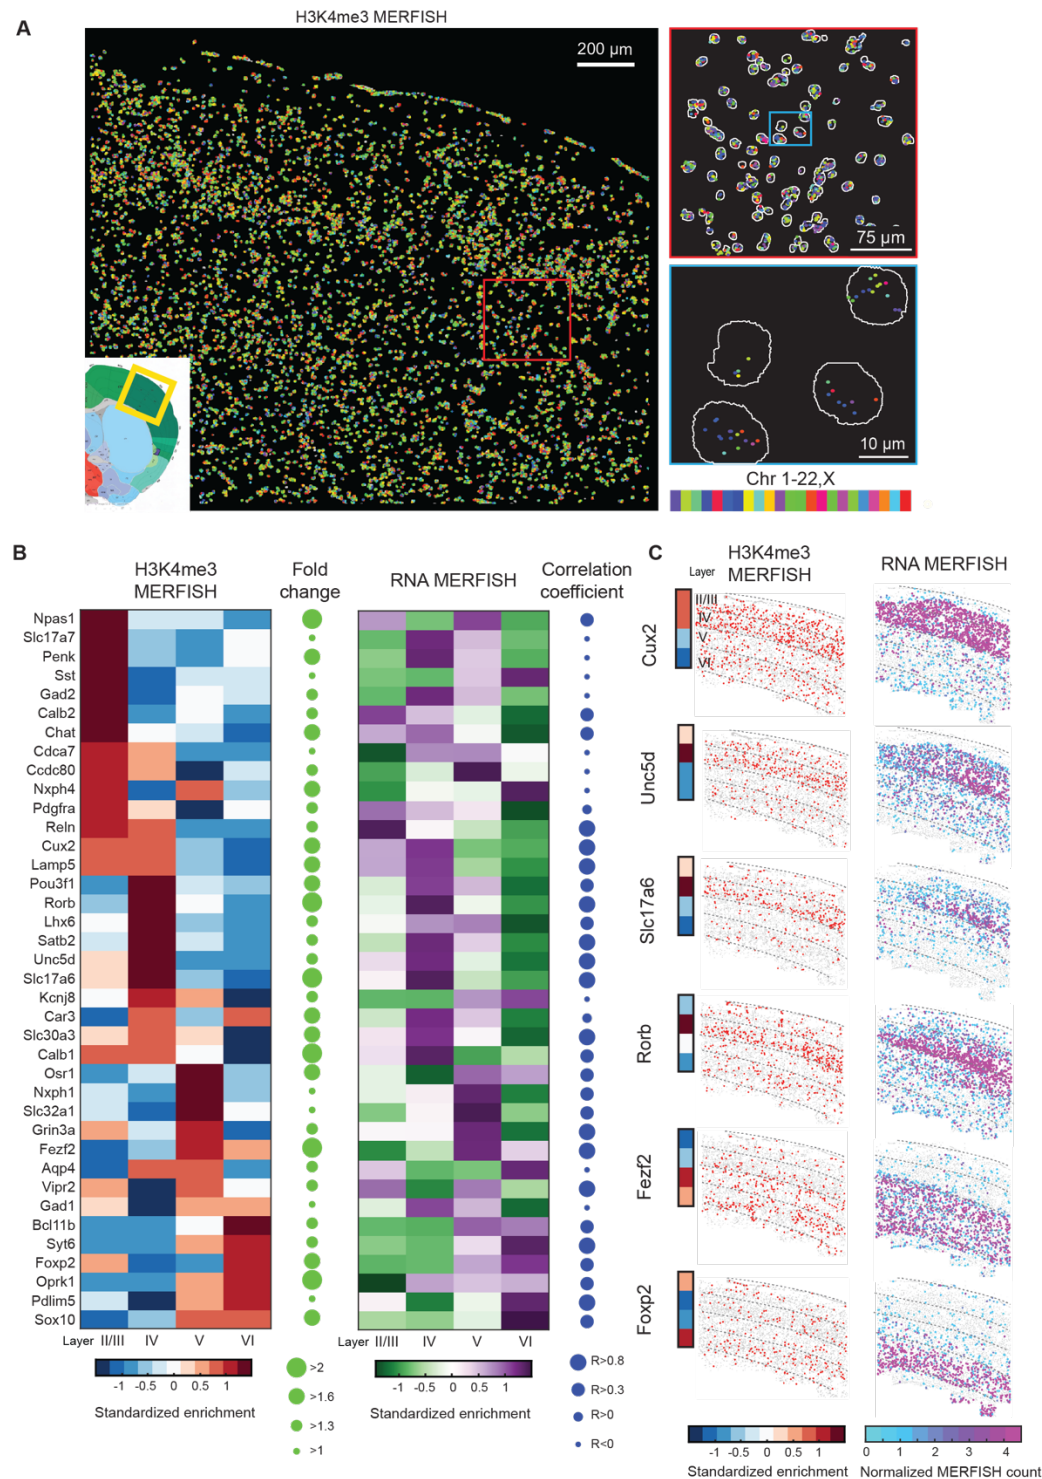 A
H3K4me3 MERFISH
200 µm
75 µm
10 µm
Chr 1-22,X
B
H3K4me3
MERFISH
Fold
change
RNA MERFISH
Correlation
coefficient
Npas1
Slc17a7
Penk
Sst
Gad2
Calb2
Chat
Cdca7
Ccdc80
Nxph4
Pdgfra
Reln
Cux2
Lamp5
Pou3f1
Rorb
Lhx6
Satb2
Unc5d
Slc17a6
Kcnj8
Car3
Slc30a3
Calb1
Osr1
Nxph1
Slc32a1
Grin3a
Fezf2
Aqp4
Vipr2
Gad1
Bcl11b
Syt6
Foxp2
Oprk1
Pdlim5
Sox10
Layer II/III IV V VI
Layer II/III IV V VI
-1 -0.5 0 0.5 1
Standardized enrichment
>2
>1.6
>1.3
>1
-1 -0.5 0 0.5 1
Standardized enrichment
R>0.8
R>0.3
R>0
R<0
C
H3K4me3
MERFISH
RNA MERFISH
Layer
II/III
IV
V
VI
Cux2
Unc5d
Slc17a6
Rorb
Fezf2
Foxp2
-1 -0.5 0 0.5 1
Standardized enrichment
0 1 2 3 4
Normalized MERFISH count